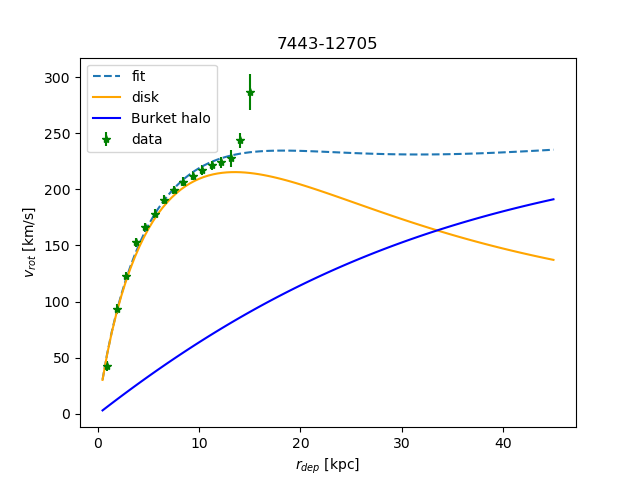 7443-12705
fit
disk
Burket halo
data
v_rot [km/s]
300
250
200
150
100
50
0
0 10 20 30 40
r_dep [kpc]